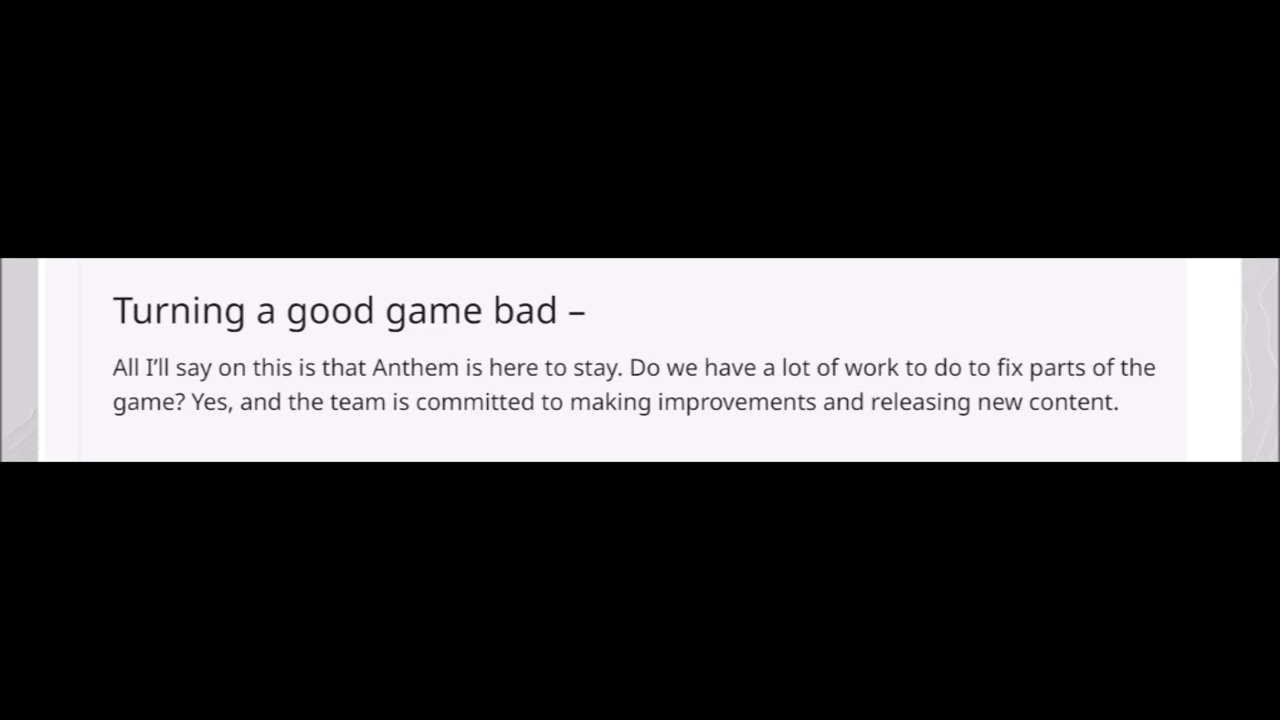 Turning a good game bad –
All I’ll say on this is that Anthem is here to stay. Do we have a lot of work to do to fix parts of the
game? Yes, and the team is committed to making improvements and releasing new content.